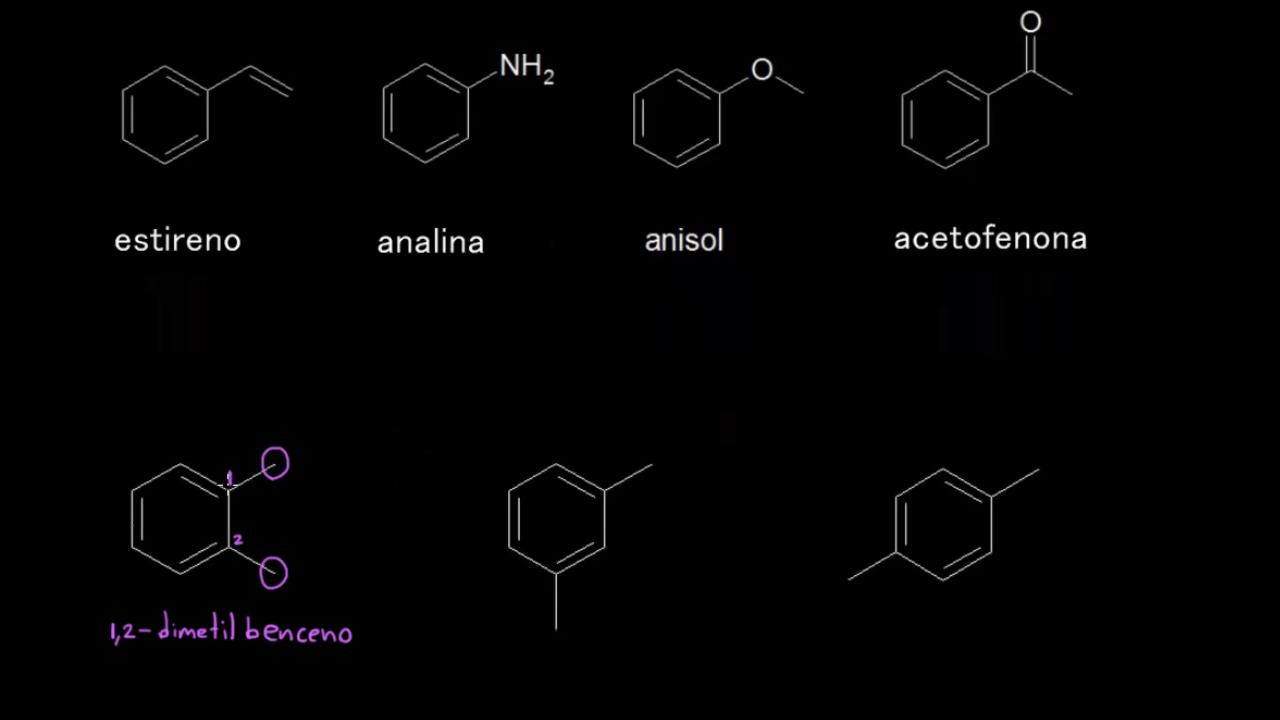 O
NH₂ O
estireno analina anisol acetofenona
1
2
1,2-dimetil benceno